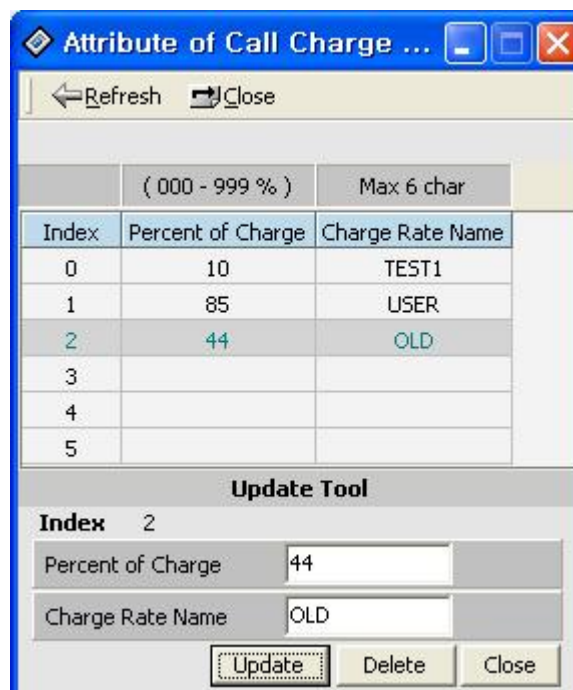 Attribute of Call Charge ...
Refresh Close
( 000 - 999 % ) Max 6 char
Index Percent of Charge Charge Rate Name
0 10 TEST1
1 85 USER
2 44 OLD
3
4
5
Update Tool
Index 2
Percent of Charge 44
Charge Rate Name OLD
Update Delete Close